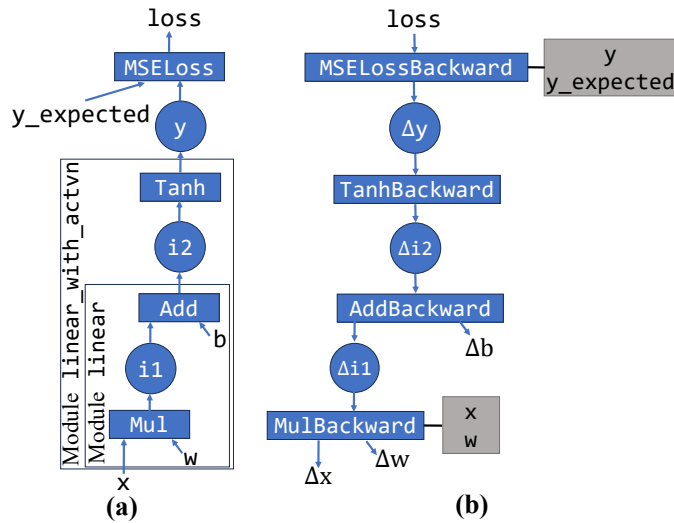 loss
MSELoss
y_expected
y
Tanh
i2
Add
b
i1
Mul
w
x
Module linear_with_actvn
Module linear
(a)
loss
MSELossBackward
y
y_expected
Δy
TanhBackward
Δi2
AddBackward
Δb
Δi1
MulBackward
x
w
Δw
Δx
(b)